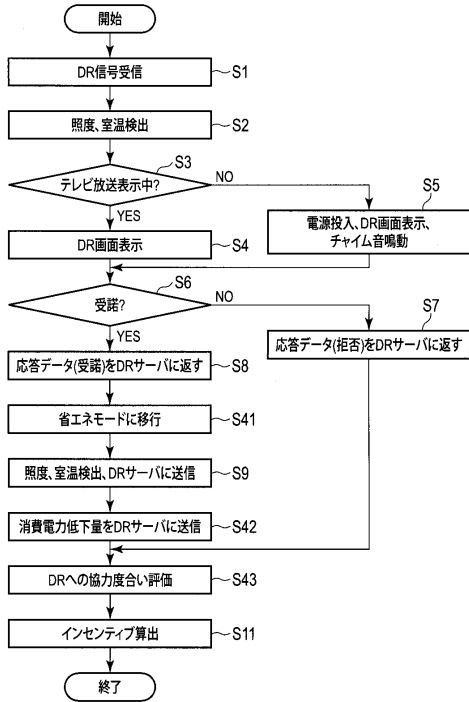 開始
DR信号受信
S1
照度、室温検出
S2
S3
テレビ放送表示中?
NO
YES
S5
電源投入、DR画面表示、
チャイム音鳴動
DR画面表示
S4
S6
受諾?
NO
YES
S7
応答データ(拒否)をDRサーバに返す
応答データ(受諾)をDRサーバに返す
S8
省エネモードに移行
S41
照度、室温検出、DRサーバに送信
S9
消費電力低下量をDRサーバに送信
S42
DRへの協力度合い評価
S43
インセンティブ算出
S11
終了